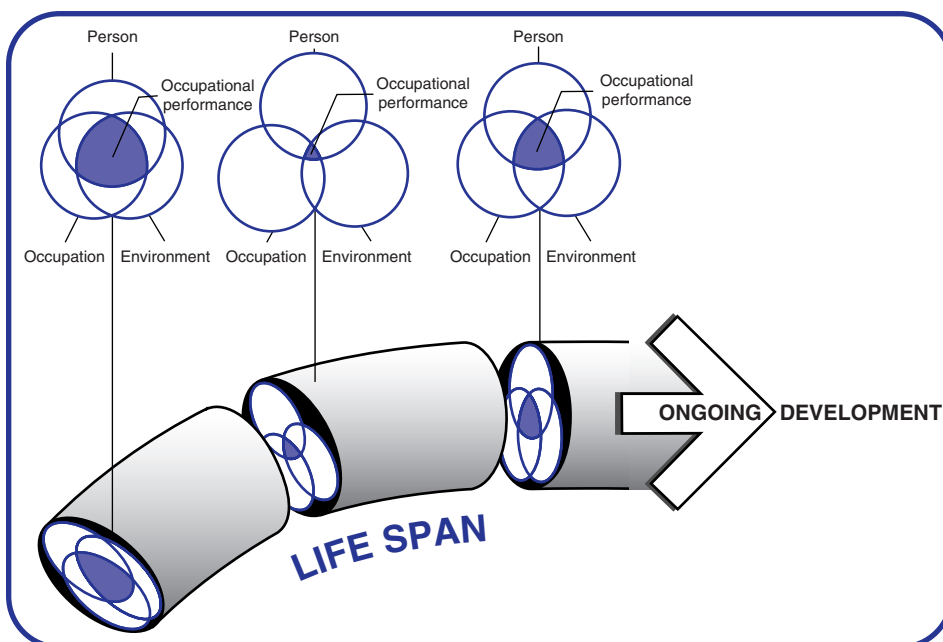 Person
Occupational
performance
Occupation
Environment
Person
Occupational
performance
Occupation
Environment
Person
Occupational
performance
Occupation
Environment
ONGOING DEVELOPMENT
LIFE SPAN